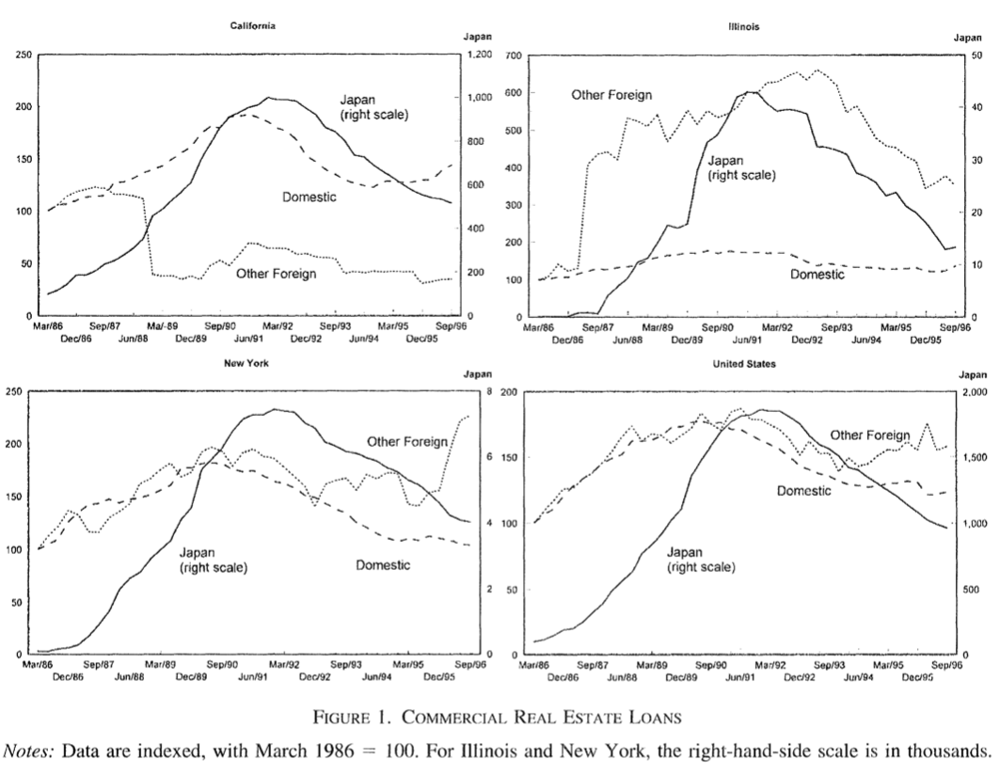 California
Japan
250
200
150
100
50
0
1,200
1,000
800
600
400
200
0
Japan
(right scale)
Domestic
Other Foreign
Mar/86 Sep/87 Ma/-89 Sep/90 Mar/92 Sep/93 Mar/95 Sep/96
Dec/86 Jun/88 Dec/89 Jun/91 Dec/92 Jun/94 Dec/95
Illinois
Japan
700
600
500
400
300
200
100
0
50
40
30
20
10
0
Other Foreign
Japan
(right scale)
Domestic
Mar/86 Sep/87 Mar/89 Sep/90 Mar/92 Sep/93 Mar/95 Sep/96
Dec/86 Jun/88 Dec/89 Jun/91 Dec/92 Jun/94 Dec/95
New York
Japan
250
200
150
100
50
0
8
6
4
2
0
Other Foreign
Japan
(right scale)
Domestic
Mar/86 Sep/87 Mar/89 Sep/90 Mar/92 Sep/93 Mar/95 Sep/96
Dec/86 Jun/88 Dec/89 Jun/91 Dec/92 Jun/94 Dec/95
United States
Japan
200
150
100
50
0
2,000
1,500
1,000
500
0
Other Foreign
Domestic
Japan
(right scale)
Mar/86 Sep/87 Mar/89 Sep/90 Mar/92 Sep/93 Mar/95 Sep/96
Dec/86 Jun/88 Dec/89 Jun/91 Dec/92 Jun/94 Dec/95
FIGURE 1. COMMERCIAL REAL ESTATE LOANS
Notes: Data are indexed, with March 1986 = 100. For Illinois and New York, the right-hand-side scale is in thousands.